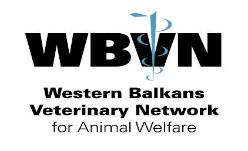 WBVN
Western Balkans
Veterinary Network
for Animal Welfare